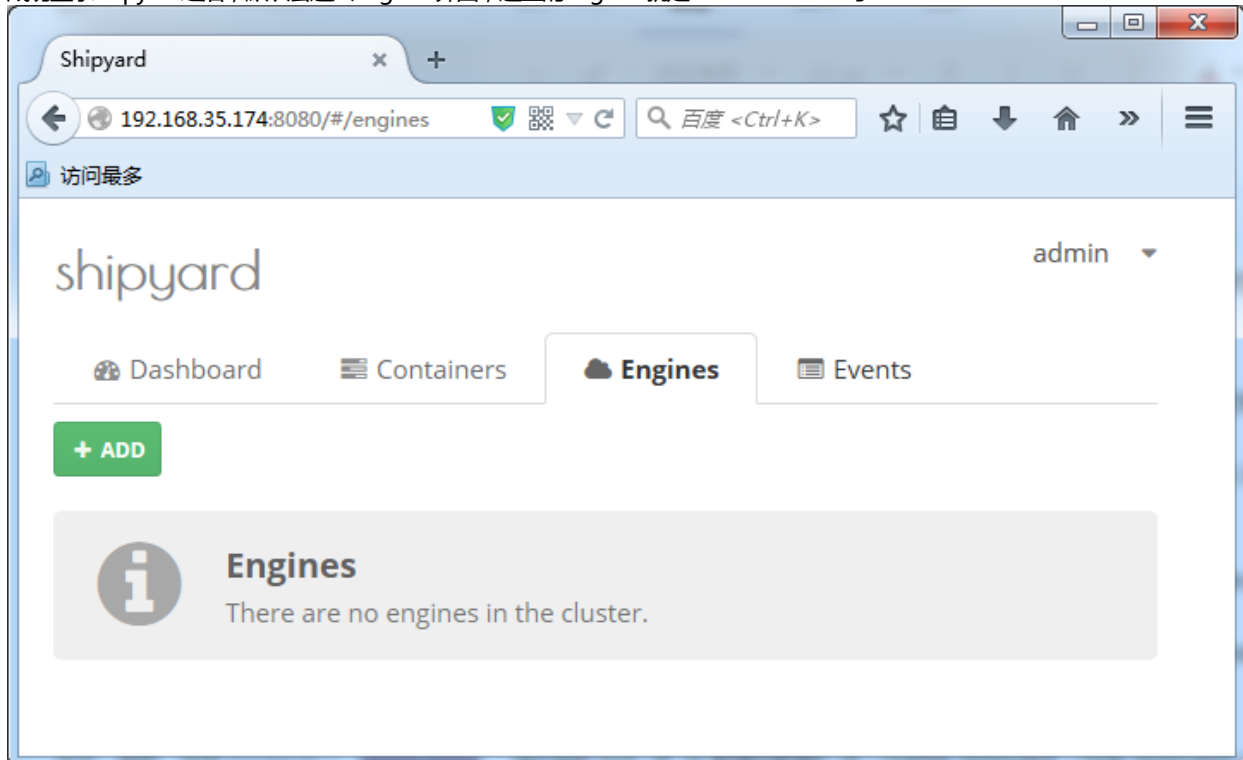 Shipyard
192.168.35.174:8080/#/engines
百度 <Ctrl+K>
访问最多
shipyard
admin
Dashboard Containers Engines Events
+ ADD
Engines
There are no engines in the cluster.